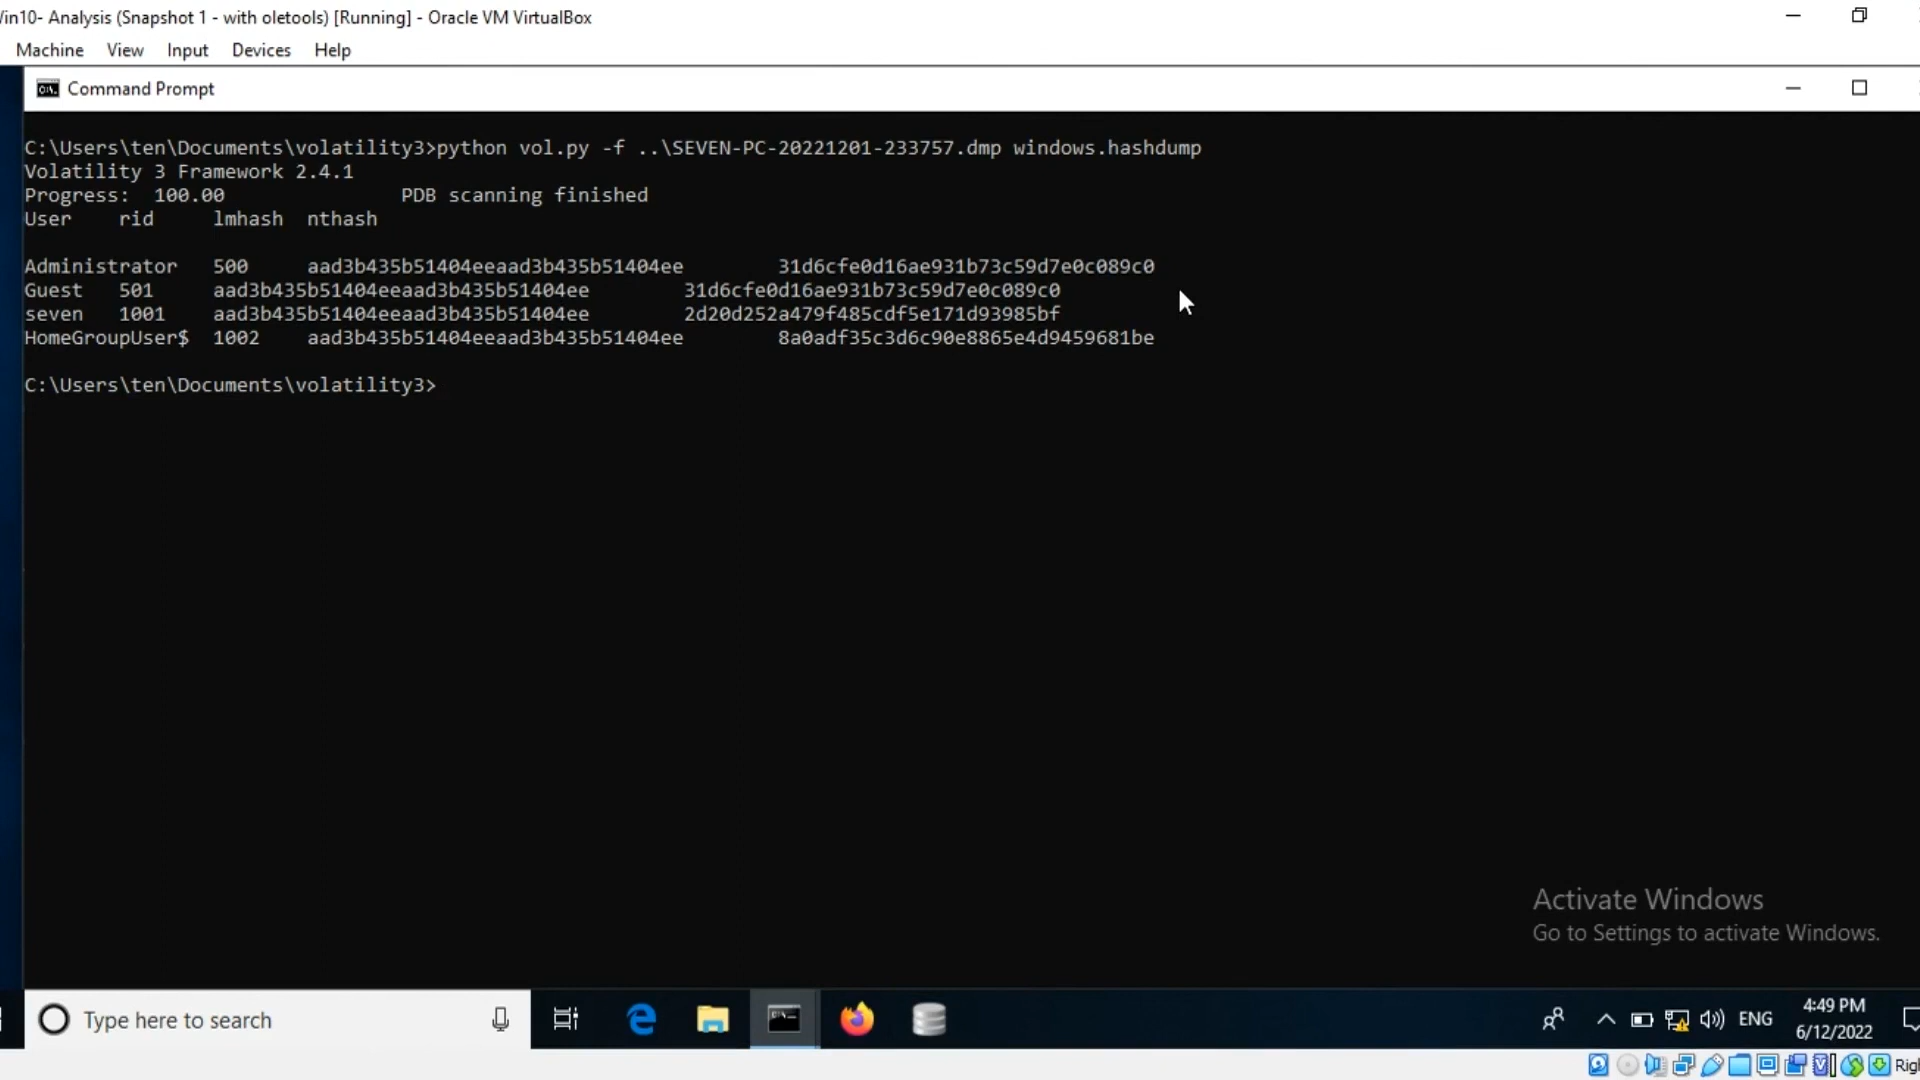 in10- Analysis (Snapshot 1 - with oletools) [Running] - Oracle VM VirtualBox
Machine View Input Devices Help
Command Prompt
C:\Users\ten\Documents\volatility3>python vol.py -f ..\SEVEN-PC-20221201-233757.dmp windows.hashdump
Volatility 3 Framework 2.4.1
Progress: 100.00 PDB scanning finished
User rid lmhash nthash
Administrator 500 aad3b435b51404eeaad3b435b51404ee 31d6cfe0d16ae931b73c59d7e0c089c0
Guest 501 aad3b435b51404eeaad3b435b51404ee 31d6cfe0d16ae931b73c59d7e0c089c0
seven 1001 aad3b435b51404eeaad3b435b51404ee 2d20d252a479f485cdf5e171d93985bf
HomeGroupUser$ 1002 aad3b435b51404eeaad3b435b51404ee 8a0adf35c3d6c90e8865e4d9459681be
C:\Users\ten\Documents\volatility3>
Activate Windows
Go to Settings to activate Windows.
Type here to search
ENG
4:49 PM
6/12/2022
Rig